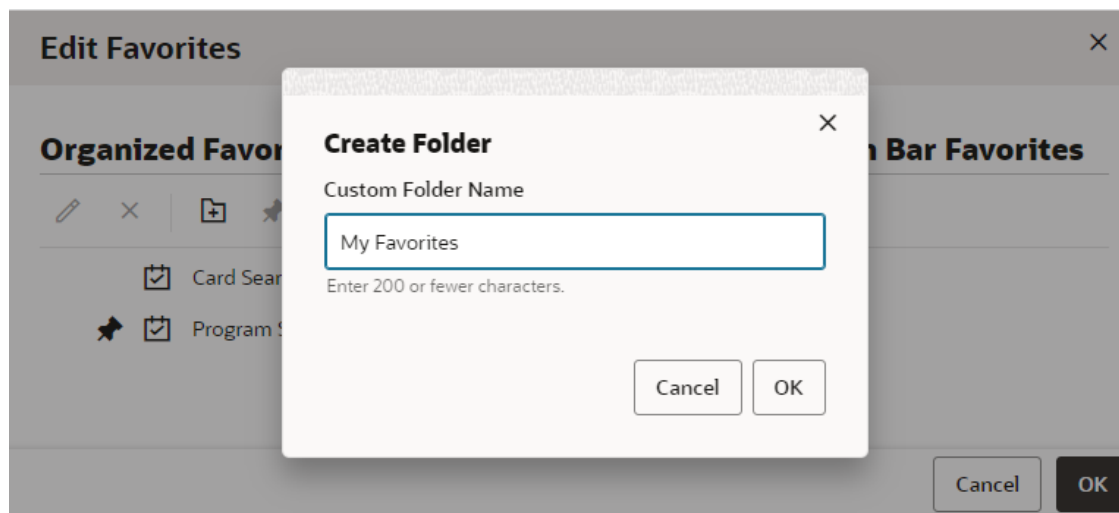 Edit Favorites
Create Folder
Organized Favor
Bar Favorites
Custom Folder Name
My Favorites
Enter 200 or fewer characters.
Card Sear
Program
Cancel
OK
Cancel
OK